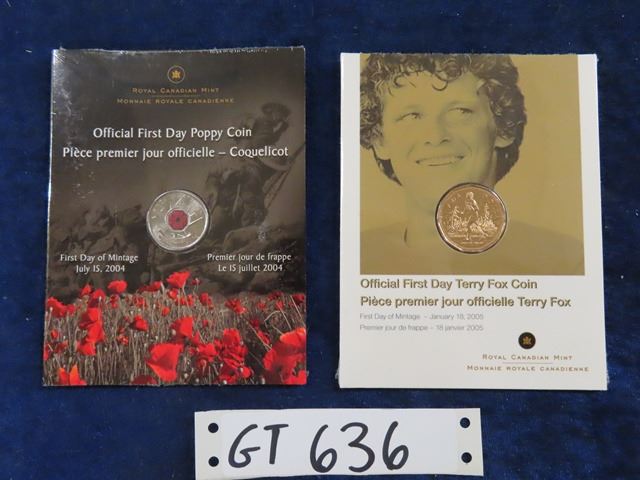 ROYAL CANADIAN MINT
MONNAIE ROYALE CANADIENNE
Official First Day Poppy Coin
Pièce premier jour officielle – Coquelicot
First Day of Mintage
July 15, 2004
Premier jour de frappe
Le 15 juillet 2004
Official First Day Terry Fox Coin
Pièce premier jour officielle Terry Fox
First Day of Mintage – January 18, 2005
Premier jour de frappe – 18 janvier 2005
ROYAL CANADIAN MINT
MONNAIE ROYALE CANADIENNE
GT 636